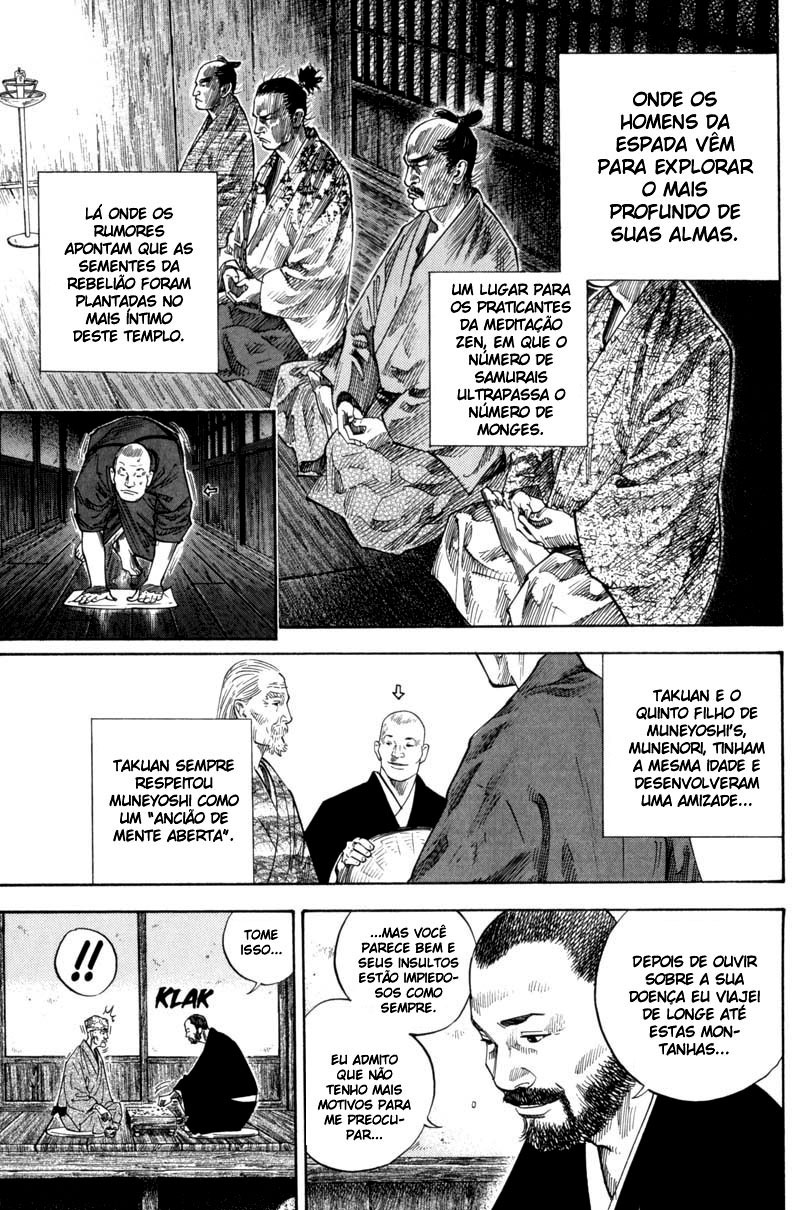 ONDE OS
HOMENS DA
ESPADA VÊM
PARA EXPLORAR
O MAIS
PROFUNDO DE
SUAS ALMAS.
UM LUGAR PARA
OS PRATICANTES
DA MEDITAÇÃO
ZEN, EM QUE O
NÚMERO DE
SAMURAIS
ULTRAPASSA O
NÚMERO DE
MONGES.
LÁ ONDE OS
RUMORES
APONTAM QUE AS
SEMENTES DA
REBELIÃO FORAM
PLANTADAS NO
MAIS ÍNTIMO
DESTE TEMPLO.
TAKUAN E O
QUINTO FILHO DE
MUNEYOSHI'S,
MUNENORI, TINHAM
A MESMA IDADE E
DESENVOLVERAM
UMA AMIZADE...
TAKUAN SEMPRE
RESPEITOU
MUNEYOSHI COMO
UM "ANCIÃO DE
MENTE ABERTA".
DEPOIS DE OUVIR
SOBRE A SUA
DOENÇA EU VIAJEI
DE LONGE ATÉ
ESTAS MON-
TANHAS...
...MAS VOCÊ
PARECE BEM E
SEUS INSULTOS
ESTÃO IMPIEDO-
SOS COMO
SEMPRE.
EU ADMITO
QUE NÃO
TENHO MAIS
MOTIVOS PARA
ME PREOCU-
PAR...
TOME
ISSO...
KLAK
!!